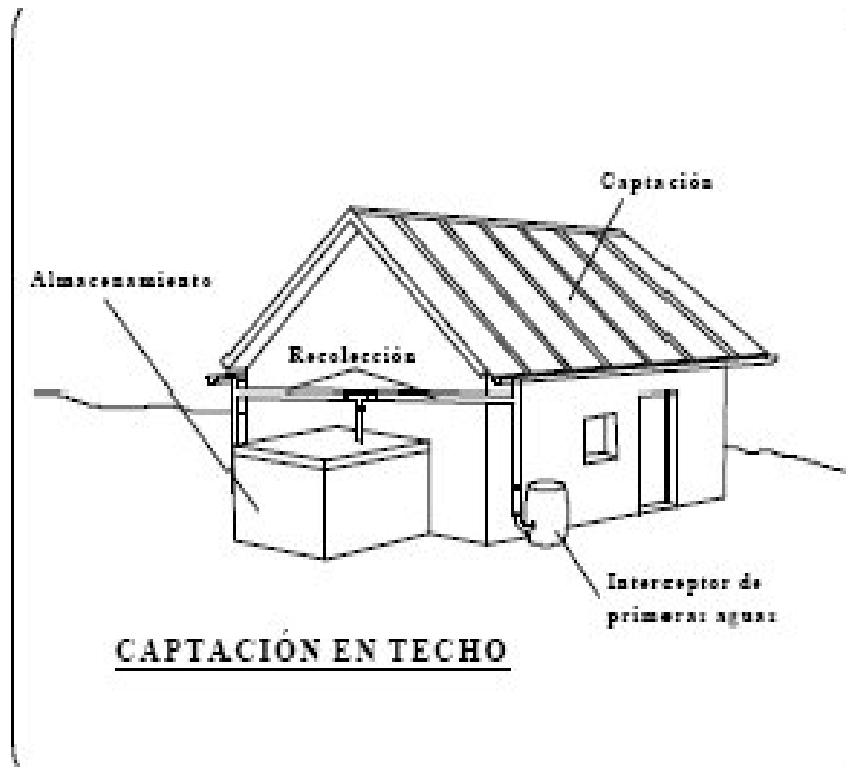 Captación
Almacenamiento
Recolección
Interceptor de
primeras aguas
CAPTACIÓN EN TECHO